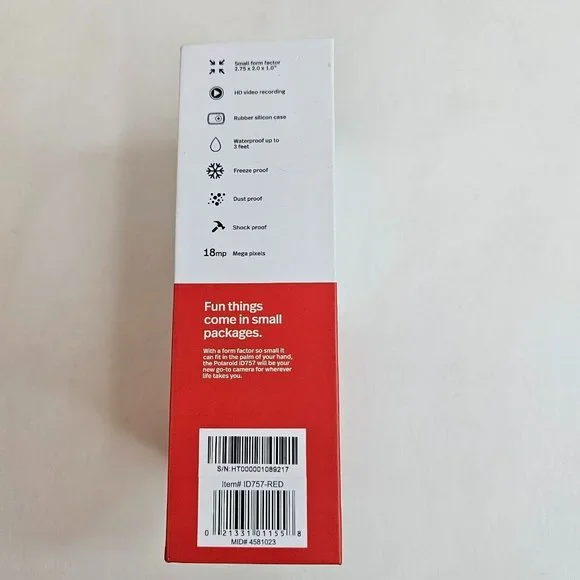 Small form factor
2.75 x 2.0 x 1.0"
HD video recording
Rubber silicon case
Waterproof up to
3 feet
Freeze proof
Dust proof
Shock proof
18mp Mega pixels
Fun things
come in small
packages.
With a form factor so small it
can fit in the palm of your hand,
the Polaroid iD757 will be your
new go-to camera for wherever
life takes you.
S/N: HT000001089217
Item# ID757-RED
0 21331 01155 8
MID# 4581023